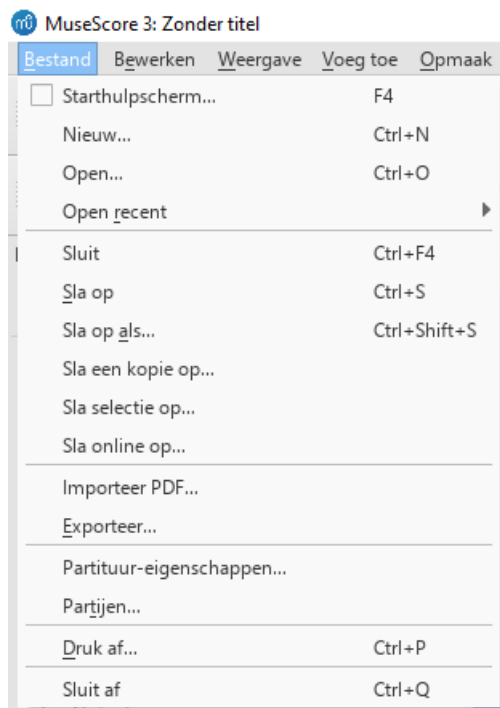 MuseScore 3: Zonder titel
Bestand Bewerken Weergave Voeg toe Opmaak
Starthulpscherm... F4
Nieuw... Ctrl+N
Open... Ctrl+O
Open recent
Sluit Ctrl+F4
Sla op Ctrl+S
Sla op als... Ctrl+Shift+S
Sla een kopie op...
Sla selectie op...
Sla online op...
Importeer PDF...
Exporteer...
Partituur-eigenschappen...
Partijen...
Druk af... Ctrl+P
Sluit af Ctrl+Q